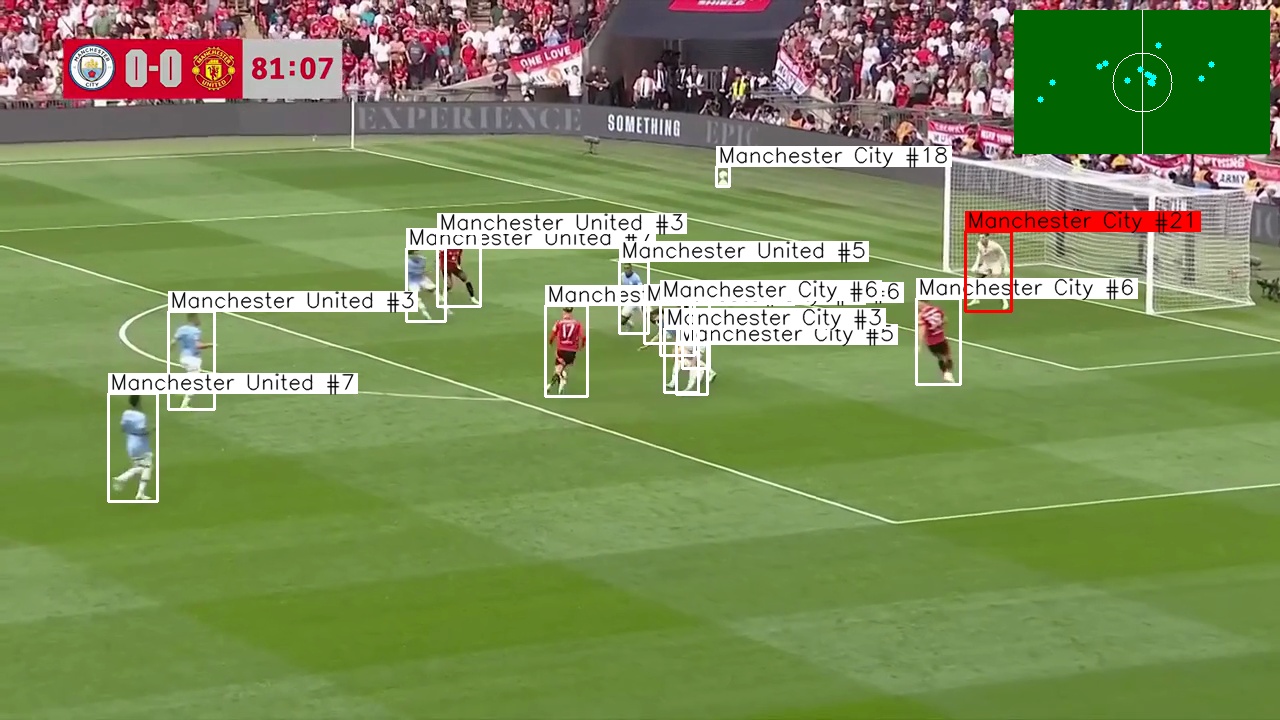 SHIELD
MANCHESTER
CITY
0-0
MANCHESTER
UNITED
81:07
ONE LOVE
EXPERIENCE
SOMETHING
EPIC
ARMY
Manchester City #18
Manchester City #21
Manchester United #3
Manchester United #7
Manchester United #5
Manchester City #6
Manchester City #6
Manchester United #3
Manchester City #3
Manchester City #5
17
Manchester United #7